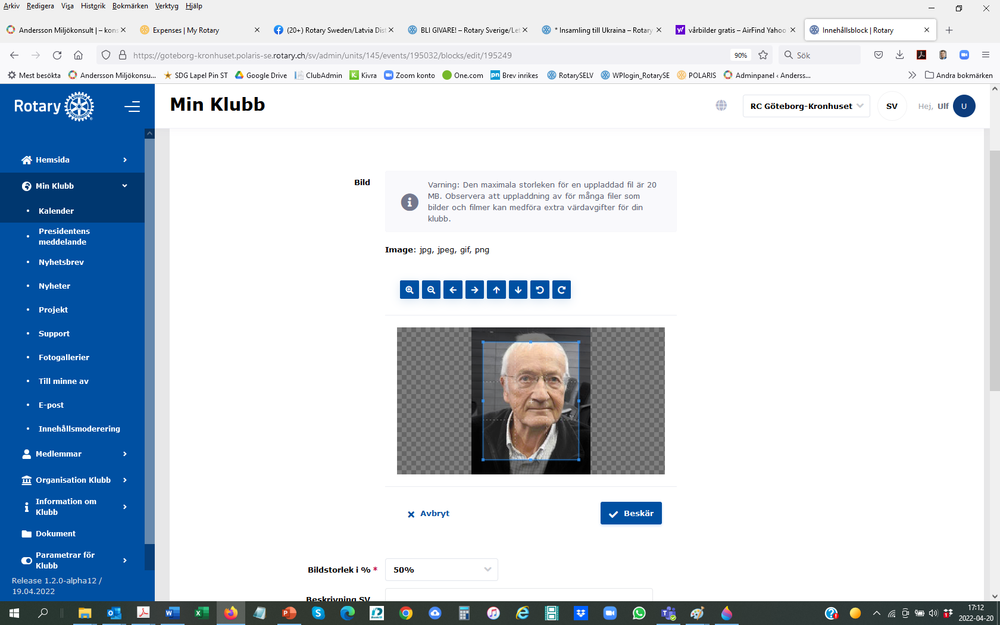 Arkiv Redigera Visa Historik Bokmärken Verktyg Hjälp
Andersson Miljökonsult | – kons
Expenses | My Rotary
(20+) Rotary Sweden/Latvia Dist
BLI GIVARE! – Rotary Sverige/Let
* Insamling till Ukraina – Rotary
vårbilder gratis – AirFind Yahoo
Innehållsblock | Rotary
https://goteborg-kronhuset.polaris-se.rotary.ch/sv/admin/units/145/events/195032/blocks/edit/195249
90%
Sök
Mest besökta
Andersson Miljökonsu...
SDG Lapel Pin ST
Google Drive
ClubAdmin
Kivra
Zoom konto
One.com
pn Brev inrikes
RotarySELV
WPlogin_RotarySE
POLARIS
Adminpanel ‹ Anderss...
Andra bokmärken
Rotary
Min Klubb
RC Göteborg-Kronhuset
SV
Hej, Ulf
U
Hemsida
Min Klubb
Kalender
Presidentens
meddelande
Nyhetsbrev
Nyheter
Projekt
Support
Fotogallerier
Till minne av
E-post
Innehållsmoderering
Medlemmar
Organisation Klubb
Information om
Klubb
Dokument
Parametrar för
Klubb
Release 1.2.0-alpha12 /
19.04.2022
Bild
Varning: Den maximala storleken för en uppladdad fil är 20
MB. Observera att uppladdning av för många filer som
bilder och filmer kan medföra extra värdavgifter för din
klubb.
Image: jpg, jpeg, gif, png
Avbryt
Beskär
Bildstorlek i % *
50%
Beskrivning SV
17:12
2022-04-20